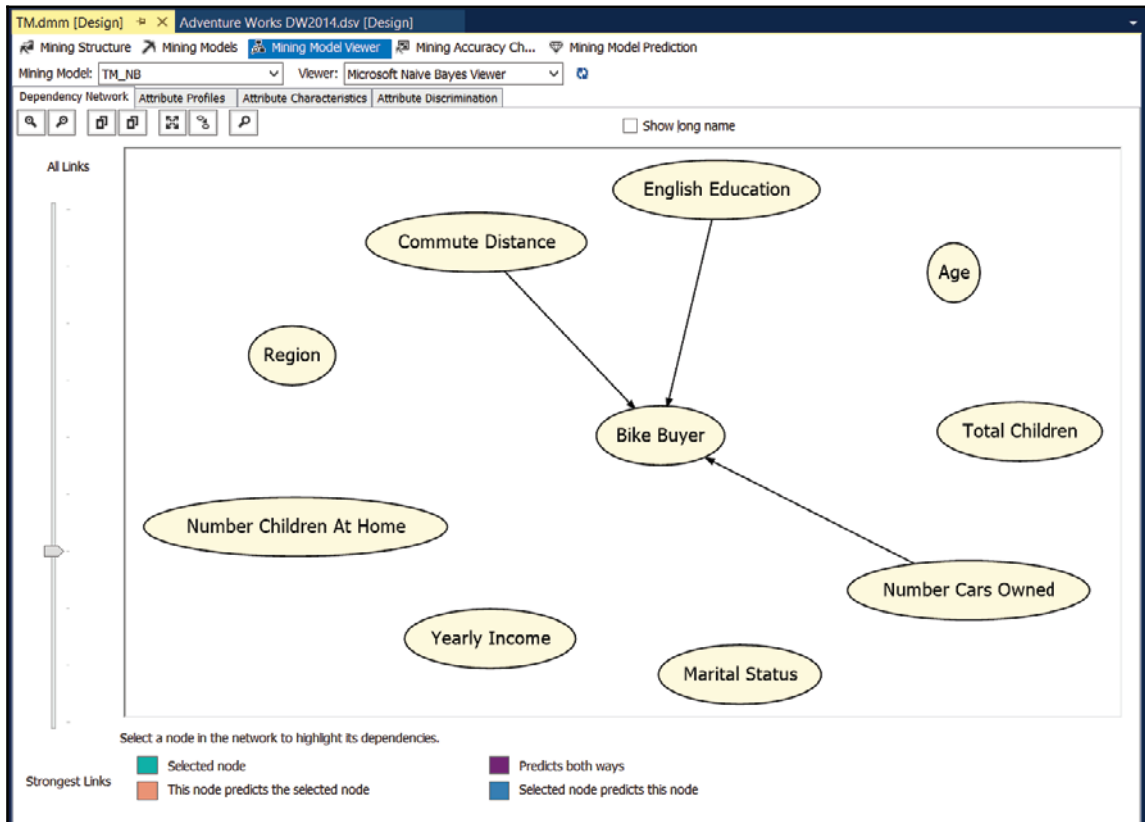 TM.dmm [Design] Adventure Works DW2014.dsv [Design]
Mining Structure Mining Models Mining Model Viewer Mining Accuracy Ch... Mining Model Prediction
Mining Model: TM_NB Viewer: Microsoft Naive Bayes Viewer
Dependency Network Attribute Profiles Attribute Characteristics Attribute Discrimination
Show long name
All Links
English Education
Commute Distance
Age
Region
Bike Buyer
Total Children
Number Children At Home
Number Cars Owned
Yearly Income
Marital Status
Select a node in the network to highlight its dependencies.
Strongest Links
Selected node Predicts both ways
This node predicts the selected node Selected node predicts this node